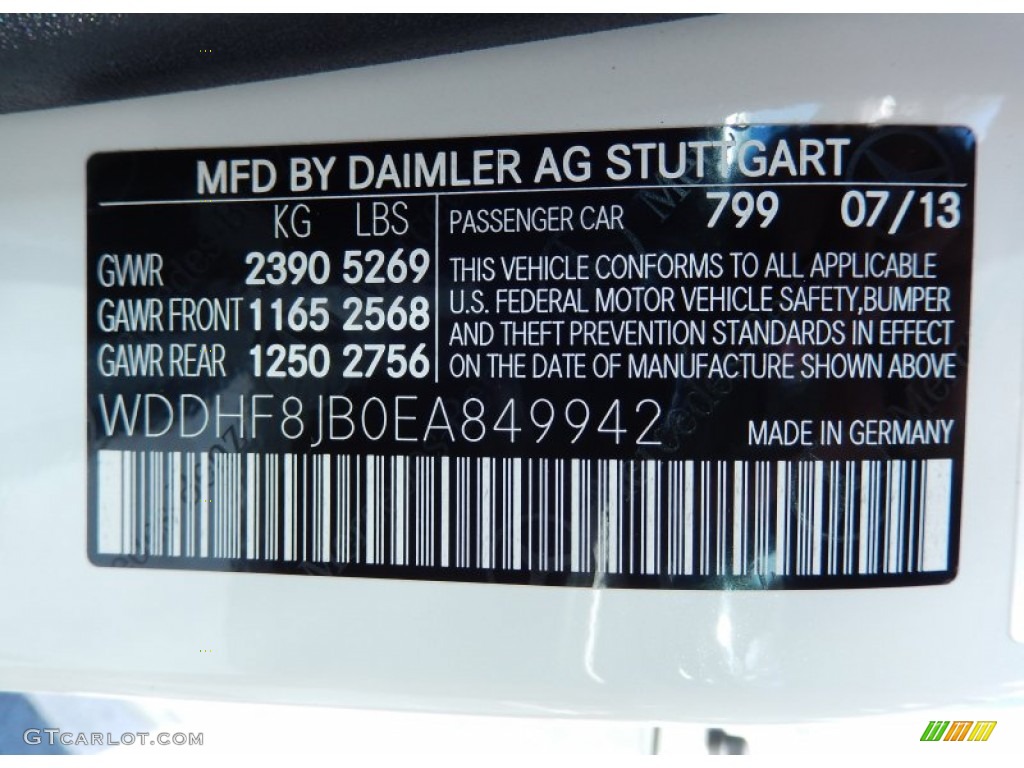 MFD BY DAIMLER AG STUTTGART
KG LBS
GVWR 2390 5269
GAWR FRONT 1165 2568
GAWR REAR 1250 2756
PASSENGER CAR 799 07/13
THIS VEHICLE CONFORMS TO ALL APPLICABLE
U.S. FEDERAL MOTOR VEHICLE SAFETY,BUMPER
AND THEFT PREVENTION STANDARDS IN EFFECT
ON THE DATE OF MANUFACTURE SHOWN ABOVE
WDDHF8JB0EA849942
MADE IN GERMANY
GTCARLOT.COM